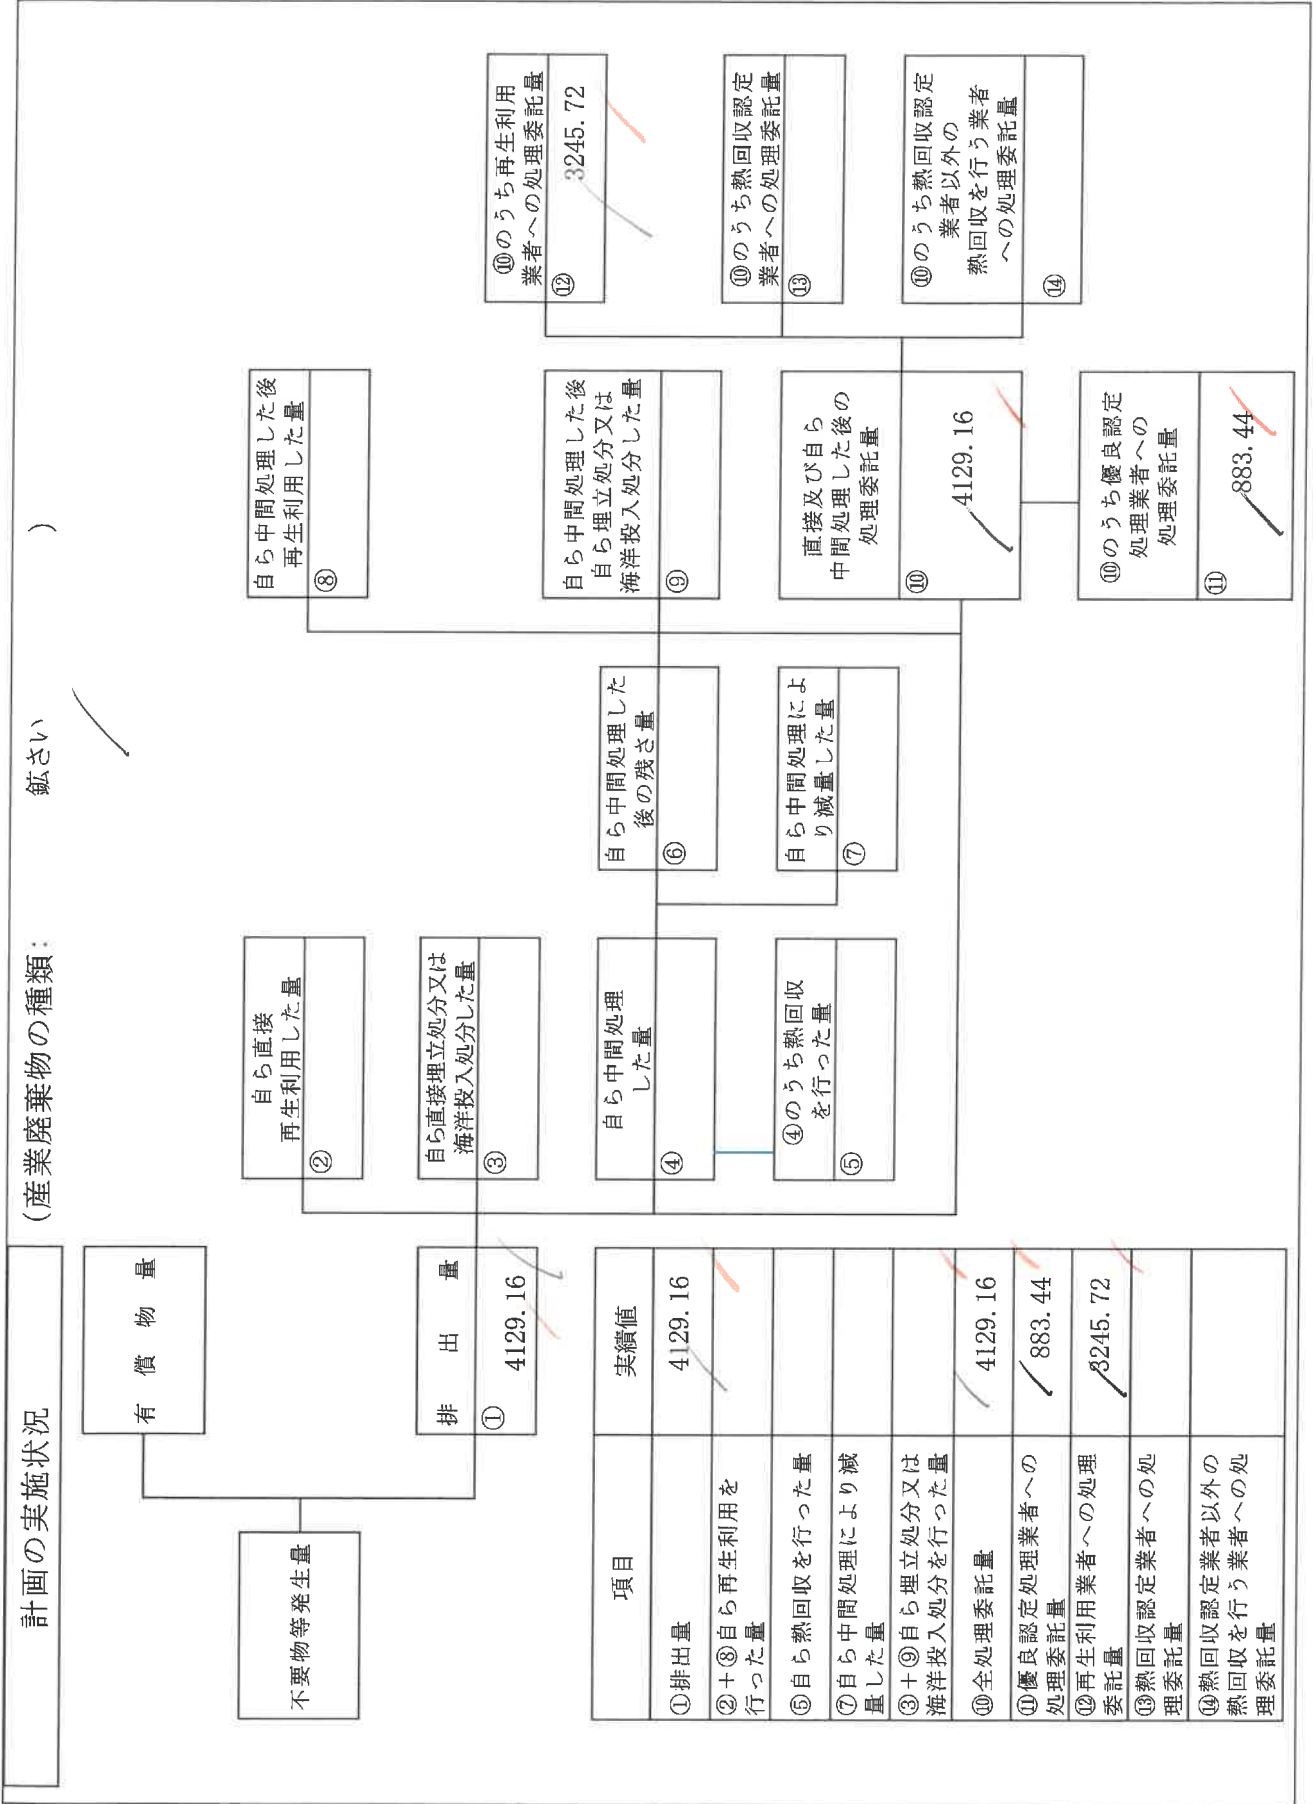 計画の実施状況
(産業廃棄物の種類: 鉱さい )
有償物量
不要物等発生量
排出量
① 4129.16
自ら直接
再生利用した量
②
自ら直接埋立処分又は
海洋投入処分した量
③
自ら中間処理
した量
④
④のうち熱回収
を行った量
⑤
自ら中間処理した
後の残さ量
⑥
自ら中間処理によ
り減量した量
⑦
自ら中間処理した後
再生利用した量
⑧
自ら中間処理した後
自ら埋立処分又は
海洋投入処分した量
⑨
直接及び自ら
中間処理した後の
処理委託量
⑩ 4129.16
⑩のうち優良認定
処理業者への
処理委託量
⑪ 883.44
⑩のうち再生利用
業者への処理委託量
⑫ 3245.72
⑩のうち熱回収認定
業者への処理委託量
⑬
⑩のうち熱回収認定
業者以外の
熱回収を行う業者
への処理委託量
⑭
項目 実績値
①排出量 4129.16
②+⑧自ら再生利用を
行った量
⑤自ら熱回収を行った量
⑦自ら中間処理により減
量した量
③+⑨自ら埋立処分又は
海洋投入処分を行った量
⑩全処理委託量 4129.16
⑪優良認定処理業者への
処理委託量 883.44
⑫再生利用業者への処理
委託量 3245.72
⑬熱回収認定業者への処
理委託量
⑭熱回収認定業者以外の
熱回収を行う業者への処
理委託量